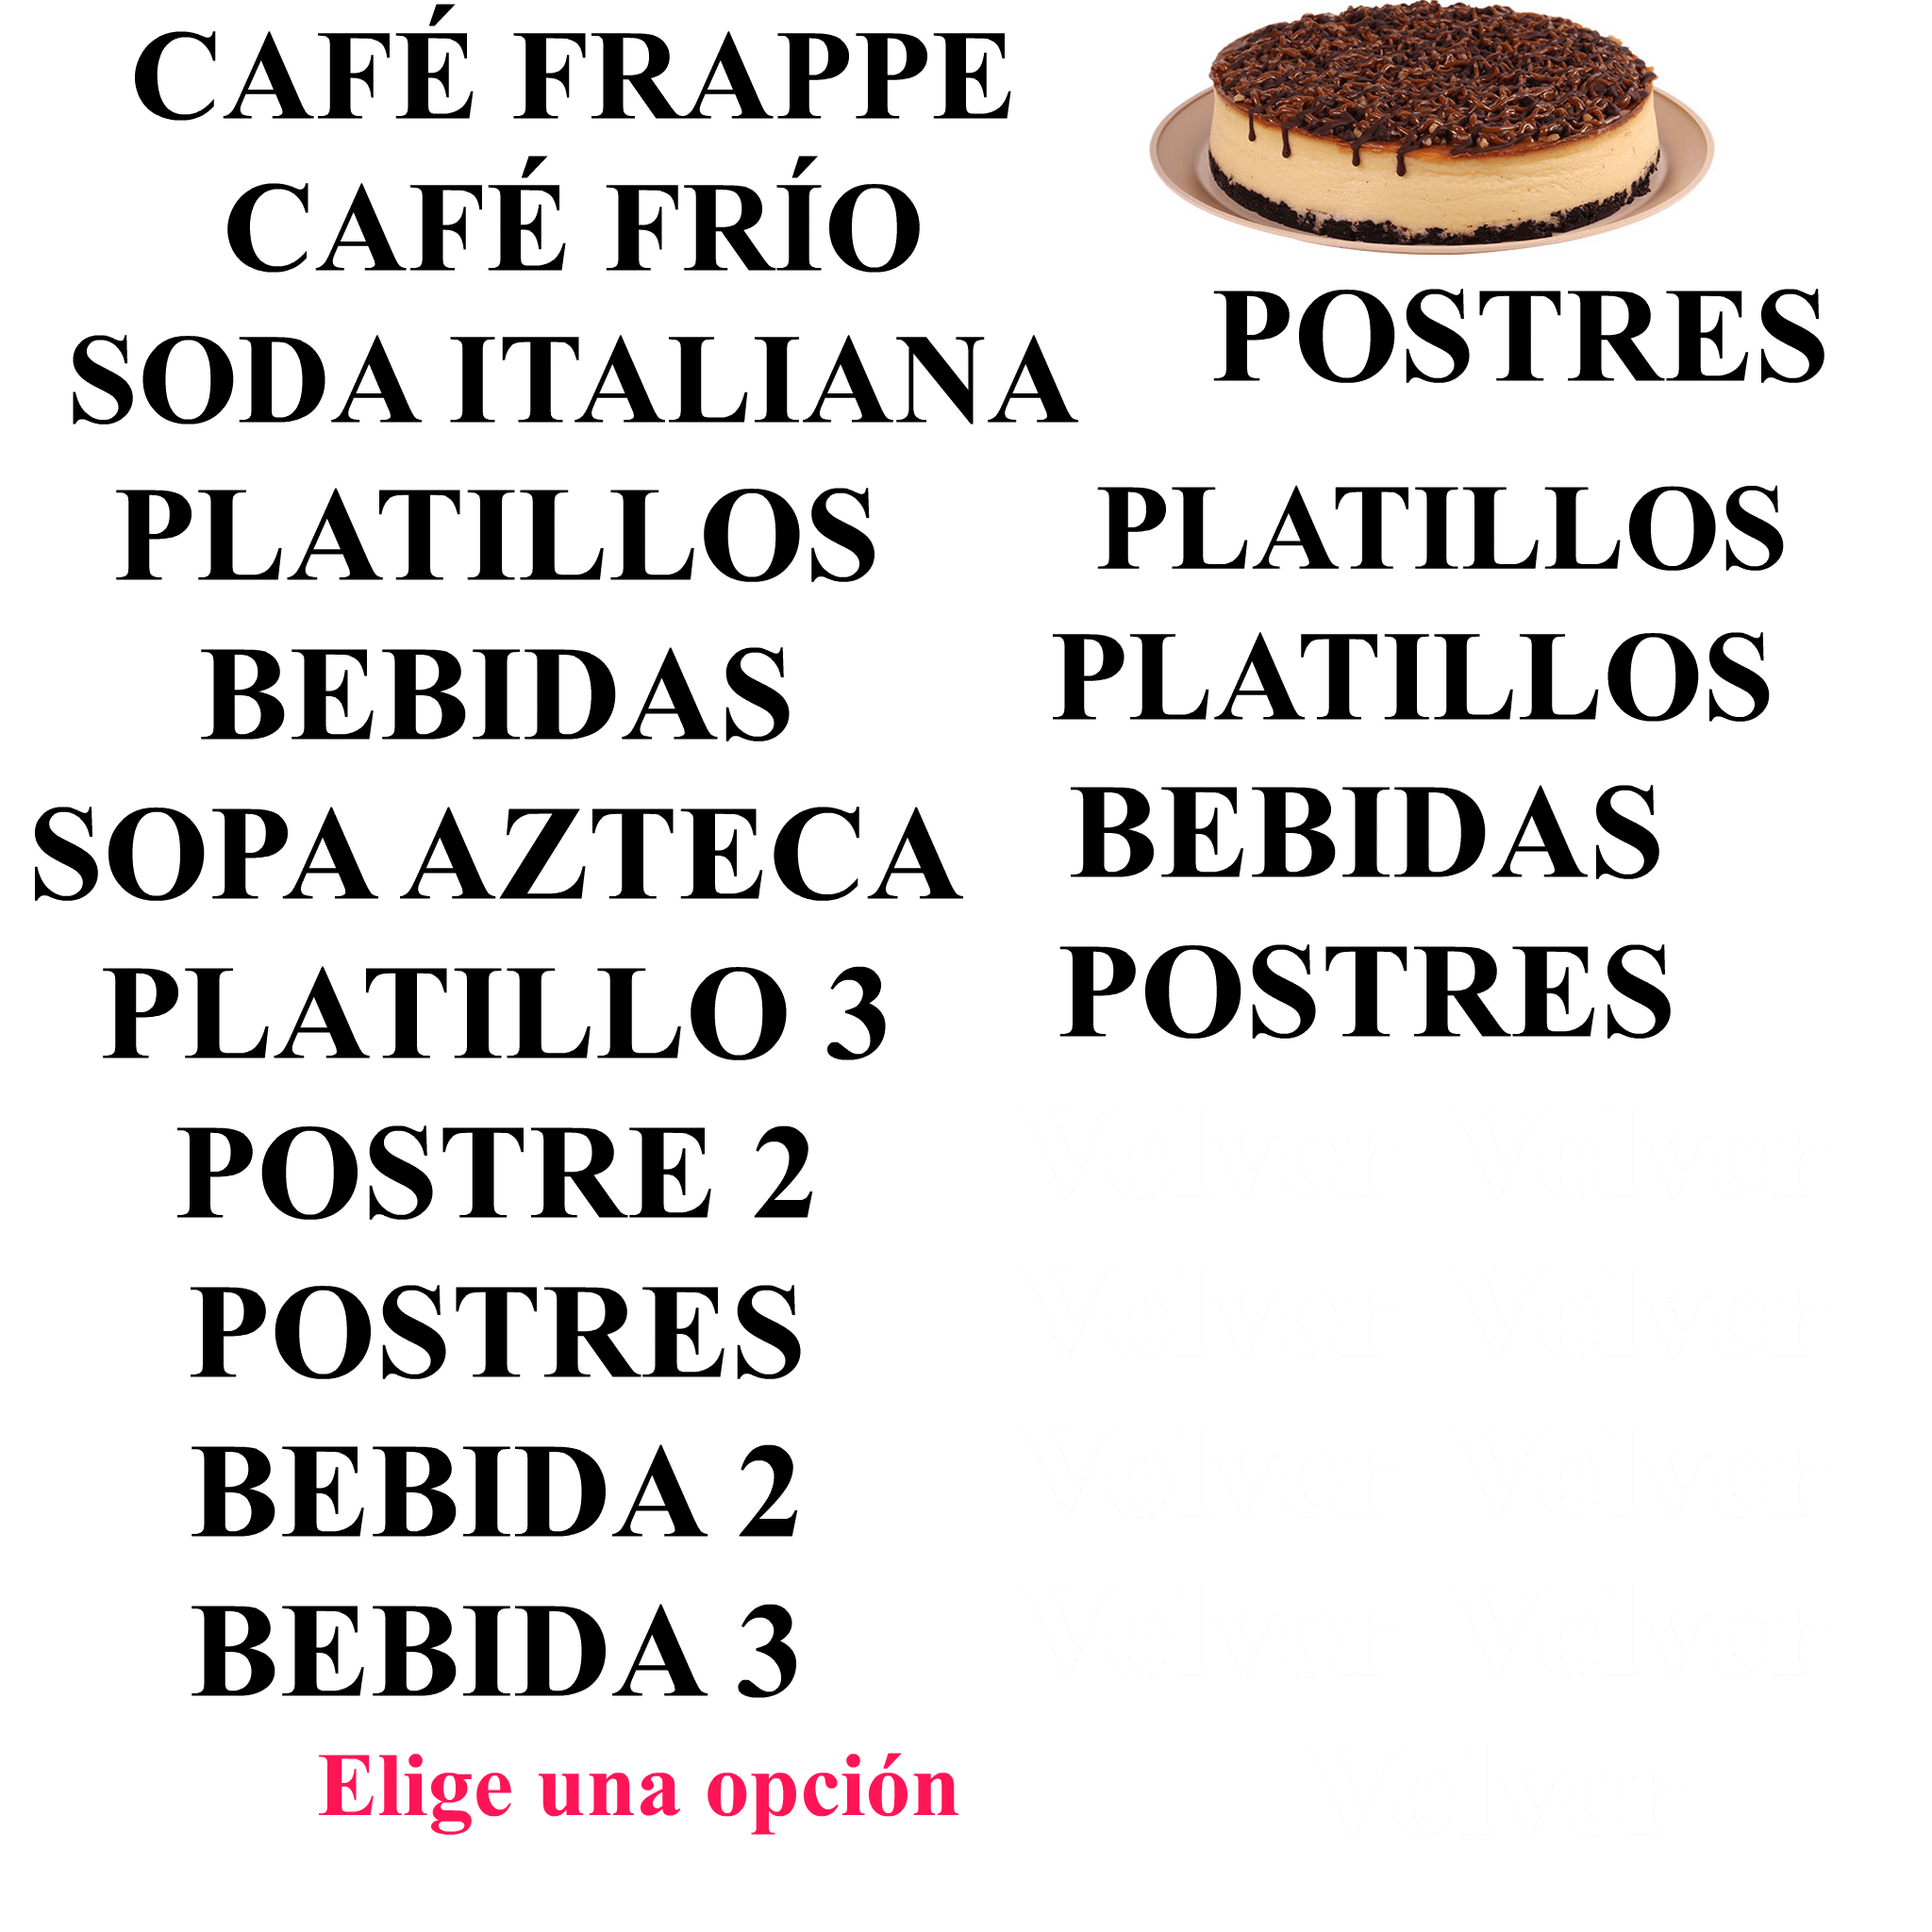 CAFÉ FRAPPE
CAFÉ FRÍO
SODA ITALIANA
PLATILLOS
BEBIDAS
SOPA AZTECA
PLATILLO 3
POSTRE 2
POSTRES
BEBIDA 2
BEBIDA 3
Elige una opción
POSTRES
PLATILLOS
PLATILLOS
BEBIDAS
POSTRES